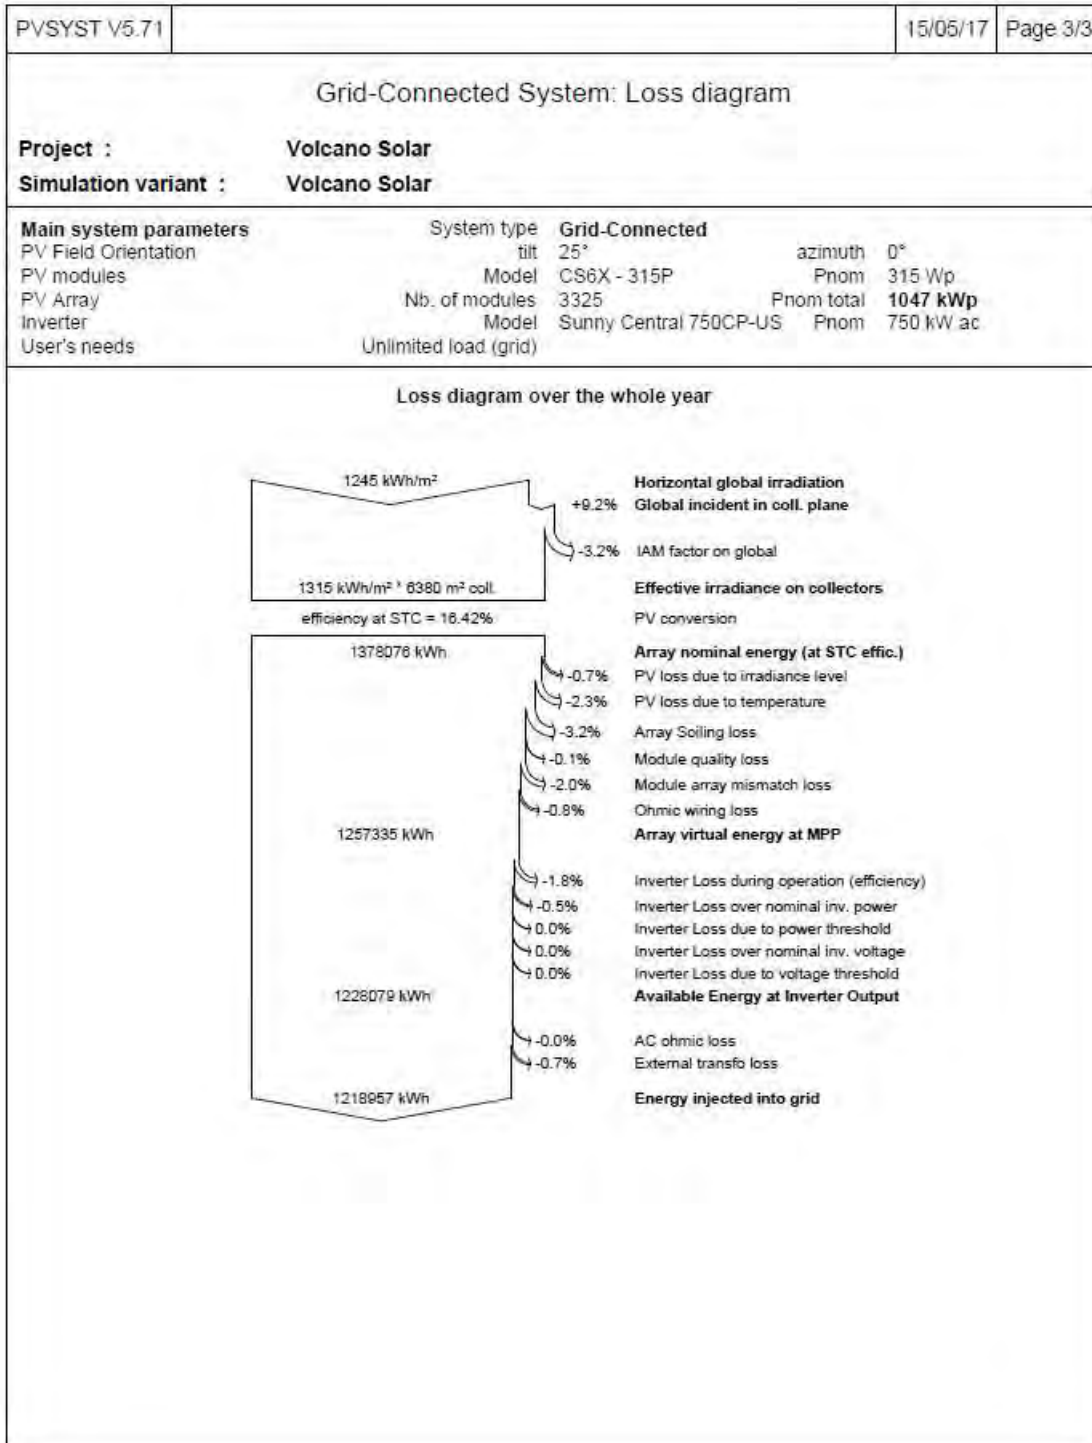 PVSYST V5.71 15/05/17 Page 3/3
Grid-Connected System: Loss diagram
Project : Volcano Solar
Simulation variant : Volcano Solar
Main system parameters System type Grid-Connected
PV Field Orientation tilt 25° azimuth 0°
PV modules Model CS6X - 315P Pnom 315 Wp
PV Array Nb. of modules 3325 Pnom total 1047 kWp
Inverter Model Sunny Central 750CP-US Pnom 750 kW ac
User's needs Unlimited load (grid)
Loss diagram over the whole year
1245 kWh/m² Horizontal global irradiation
+9.2% Global incident in coll. plane
-3.2% IAM factor on global
1315 kWh/m² * 6380 m² coll. Effective irradiance on collectors
efficiency at STC = 16.42% PV conversion
1378076 kWh Array nominal energy (at STC effic.)
-0.7% PV loss due to irradiance level
-2.3% PV loss due to temperature
-3.2% Array Soiling loss
-0.1% Module quality loss
-2.0% Module array mismatch loss
-0.8% Ohmic wiring loss
1257335 kWh Array virtual energy at MPP
-1.8% Inverter Loss during operation (efficiency)
-0.5% Inverter Loss over nominal inv. power
0.0% Inverter Loss due to power threshold
0.0% Inverter Loss over nominal inv. voltage
0.0% Inverter Loss due to voltage threshold
1228079 kWh Available Energy at Inverter Output
-0.0% AC ohmic loss
-0.7% External transfo loss
1218957 kWh Energy injected into grid